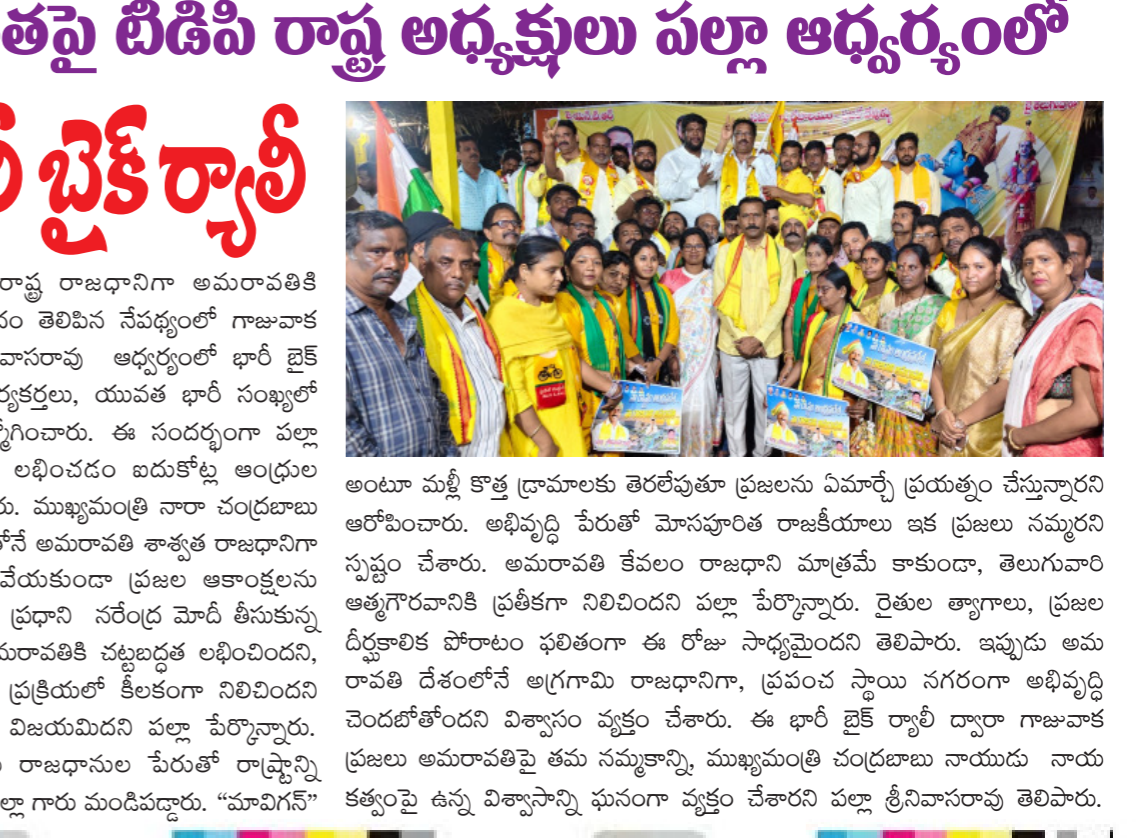 తపై టిడిపి రాష్ట్ర అధ్యక్షులు పల్లా ఆధ్వర్యంలో
బైక్ ర్యాలీ
రాష్ట్ర రాజధానిగా అమరావతికి
తెలిపిన నేపథ్యంలో గాజువాక
వాసరావు ఆధ్వర్యంలో భారీ బైక్
ర్యకర్తలు, యువత భారీ సంఖ్యలో
ఈ సందర్భంగా పల్లా
లభించడం ఐదుకోట్ల ఆంధ్రుల
రు. ముఖ్యమంత్రి నారా చంద్రబాబు
అమరావతి శాశ్వత రాజధానిగా
వేయకుండా ప్రజల ఆకాంక్షలను
ప్రధాని నరేంద్ర మోదీ తీసుకున్న
మరావతికి చట్టబద్ధత లభించిందని,
ప్రక్రియలో కీలకంగా నిలిచిందని
విజయమిదని పల్లా పేర్కొన్నారు.
రాజధానుల పేరుతో రాష్ట్రాన్ని
ల్లా గారు మండిపడ్డారు. “మావిగన్”
అంటూ మళ్లీ కొత్త డ్రామాలకు తెరలేపుతూ ప్రజలను ఏమార్చే ప్రయత్నం చేస్తున్నారని
ఆరోపించారు. అభివృద్ధి పేరుతో మోసపూరిత రాజకీయాలు ఇక ప్రజలు నమ్మరని
స్పష్టం చేశారు. అమరావతి కేవలం రాజధాని మాత్రమే కాకుండా, తెలుగువారి
ఆత్మగౌరవానికి ప్రతీకగా నిలిచిందని పల్లా పేర్కొన్నారు. రైతుల త్యాగాలు, ప్రజల
దీర్ఘకాలిక పోరాటం ఫలితంగా ఈ రోజు సాధ్యమైందని తెలిపారు. ఇప్పుడు అమ
రావతి దేశంలోనే అగ్రగామి రాజధానిగా, ప్రపంచ స్థాయి నగరంగా అభివృద్ధి
చెందబోతోందని విశ్వాసం వ్యక్తం చేశారు. ఈ భారీ బైక్ ర్యాలీ ద్వారా గాజువాక
ప్రజలు అమరావతిపై తమ నమ్మకాన్ని, ముఖ్యమంత్రి చంద్రబాబు నాయుడు నాయ
కత్వంపై ఉన్న విశ్వాసాన్ని ఘనంగా వ్యక్తం చేశారని పల్లా శ్రీనివాసరావు తెలిపారు.